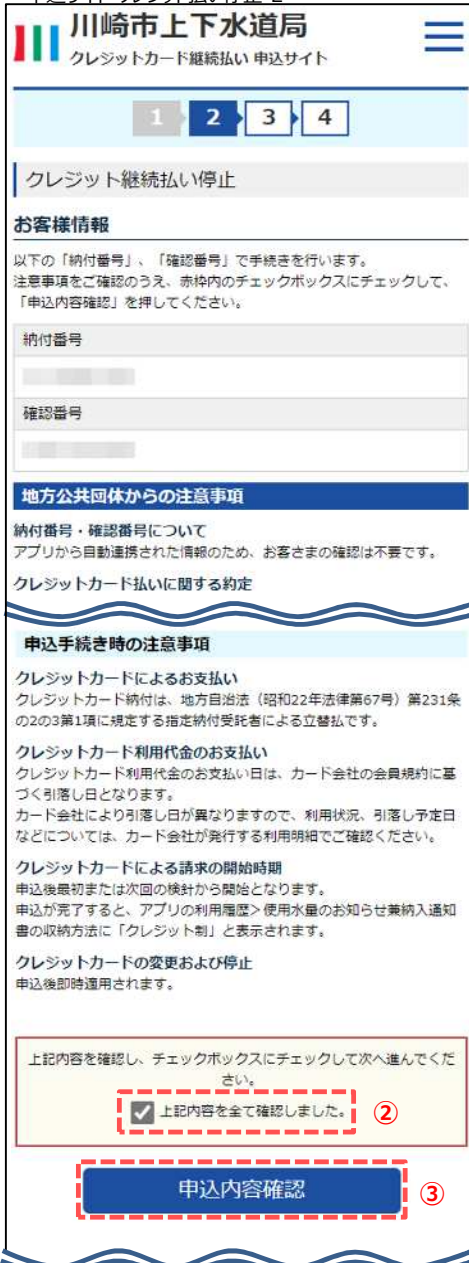 川崎市上下水道局
クレジットカード継続払い 申込サイト
1 2 3 4
クレジット継続払い停止
お客様情報
以下の「納付番号」、「確認番号」で手続きを行います。
注意事項をご確認のうえ、赤枠内のチェックボックスにチェックして、
「申込内容確認」を押してください。
納付番号
確認番号
地方公共団体からの注意事項
納付番号・確認番号について
アプリから自動連携された情報のため、お客さまの確認は不要です。
クレジットカード払いに関する約定
申込手続き時の注意事項
クレジットカードによるお支払い
クレジットカード納付は、地方自治法（昭和22年法律第67号）第231条
の2の3第1項に規定する指定納付受託者による立替払です。
クレジットカード利用代金のお支払い
クレジットカード利用代金のお支払い日は、カード会社の会員規約に基
づく引落し日となります。
カード会社により引落し日が異なりますので、利用状況、引落し予定日
などについては、カード会社が発行する利用明細でご確認ください。
クレジットカードによる請求の開始時期
申込後最初または次回の検針から開始となります。
申込が完了すると、アプリの利用履歴＞使用水量のお知らせ兼納入通知
書の収納方法に「クレジット制」と表示されます。
クレジットカードの変更および停止
申込後即時適用されます。
上記内容を確認し、チェックボックスにチェックして次へ進んでくだ
さい。
上記内容を全て確認しました。 ②
申込内容確認 ③